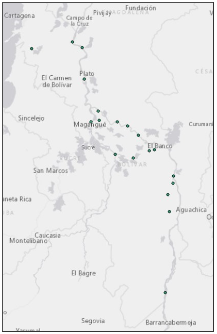 Cartagena
Pivijay
Fundación
Campo de
la Cruz
Plato
El Carmen
de Bolívar
Sincelejo
Magangué
Sucre
El Banco
San Marcos
Aguachica
Caucasia
Montelíbano
El Bagre
Segovia
Barrancabermeja